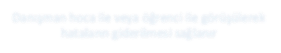 Danışman hoca ile veya öğrenci ile görüşülerek
hataların giderilmesi sağlanır